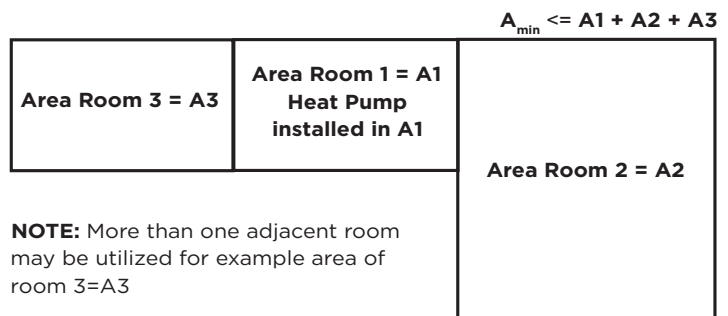 A_min <= A1 + A2 + A3
Area Room 3 = A3
Area Room 1 = A1
Heat Pump
installed in A1
Area Room 2 = A2
NOTE: More than one adjacent room
may be utilized for example area of
room 3=A3